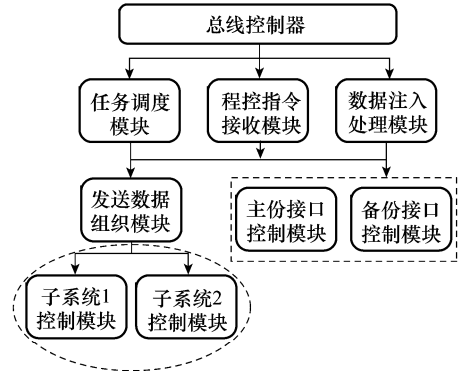 总线控制器
任务调度
模块
程控指令
接收模块
数据注入
处理模块
发送数据
组织模块
主份接口
控制模块
备份接口
控制模块
子系统1
控制模块
子系统2
控制模块